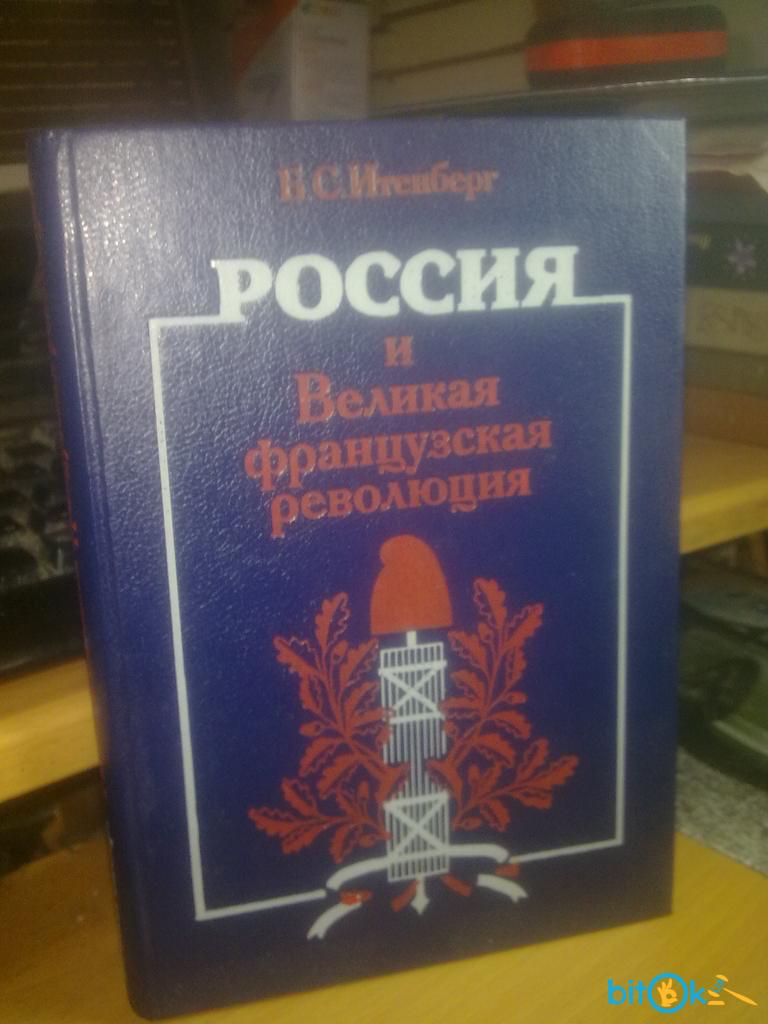 Б.С.Итенберг
РОССИЯ
и
Великая
французская
революция
bitOk